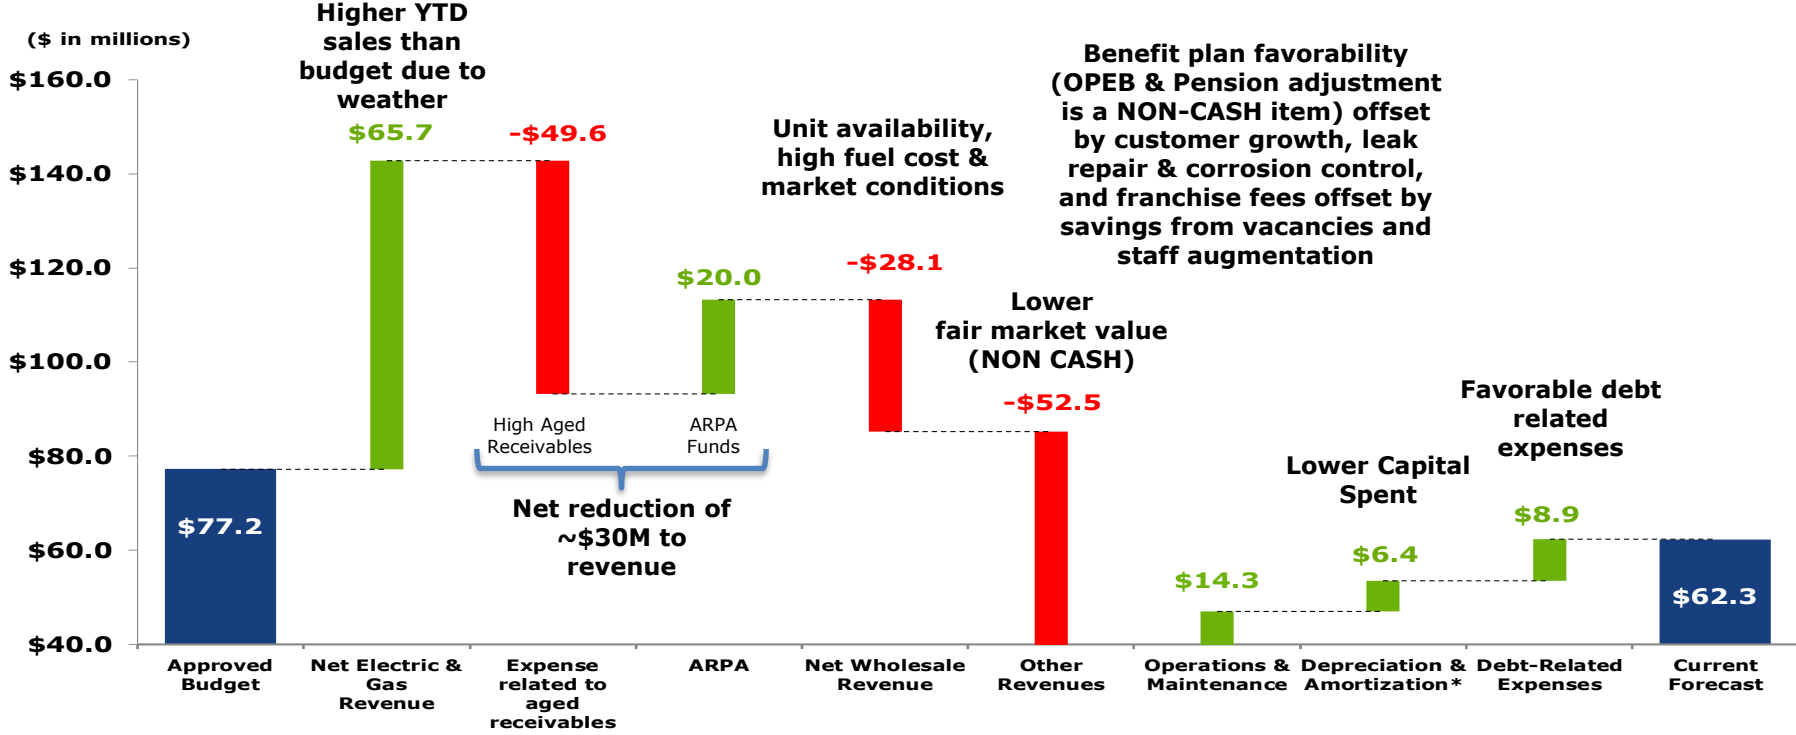 ($ in millions)
$160.0
$140.0
$120.0
$100.0
$80.0
$60.0
$40.0
$77.2
Higher YTD
sales than
budget due to
weather
$65.7
-$49.6
High Aged
Receivables
$20.0
ARPA
Funds
Net reduction of
~$30M to
revenue
Unit availability,
high fuel cost &
market conditions
-$28.1
Lower
fair market value
(NON CASH)
-$52.5
Benefit plan favorability
(OPEB & Pension adjustment
is a NON-CASH item) offset
by customer growth, leak
repair & corrosion control,
and franchise fees offset by
savings from vacancies and
staff augmentation
$14.3
Lower Capital
Spent
$6.4
Favorable debt
related
expenses
$8.9
$62.3
Approved
Budget
Net Electric &
Gas
Revenue
Expense
related to
aged
receivables
ARPA
Net Wholesale
Revenue
Other
Revenues
Operations &
Maintenance
Depreciation &
Amortization*
Debt-Related
Expenses
Current
Forecast